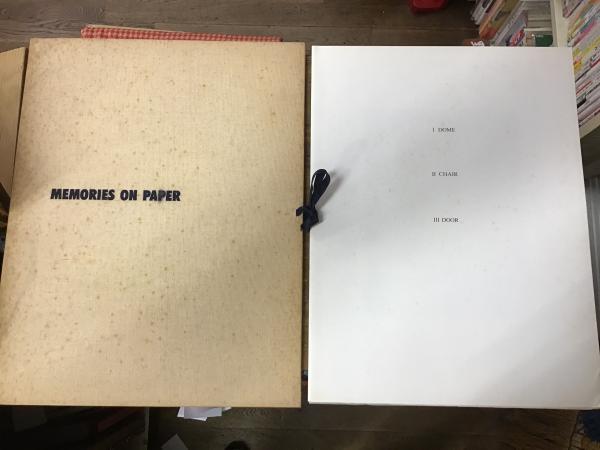 MEMORIES ON PAPER
I DOME
II CHAIR
III DOOR